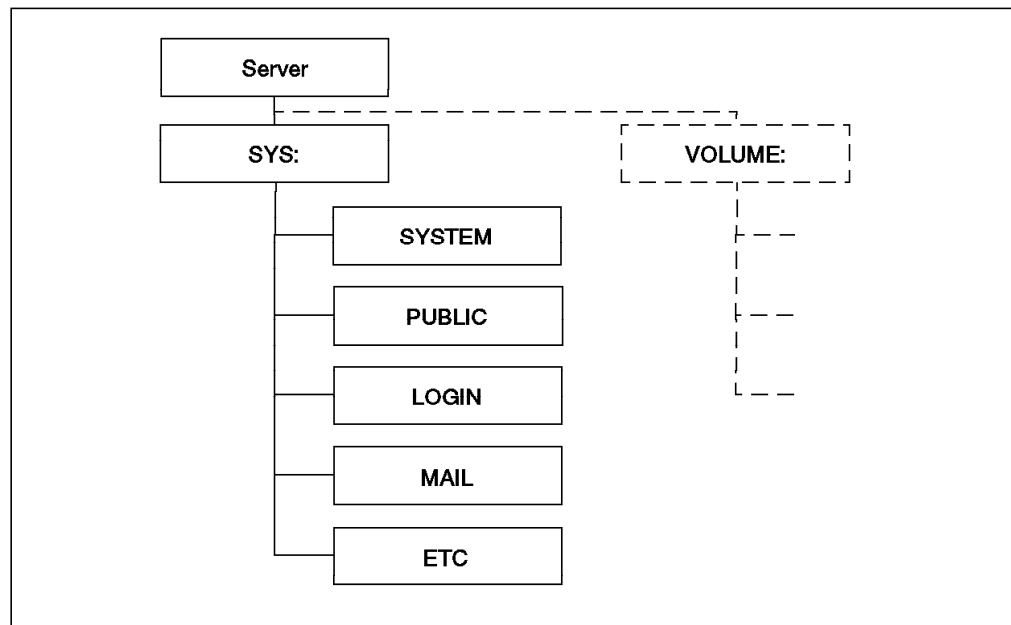 Server
SYS:
VOLUME:
SYSTEM
PUBLIC
LOGIN
MAIL
ETC